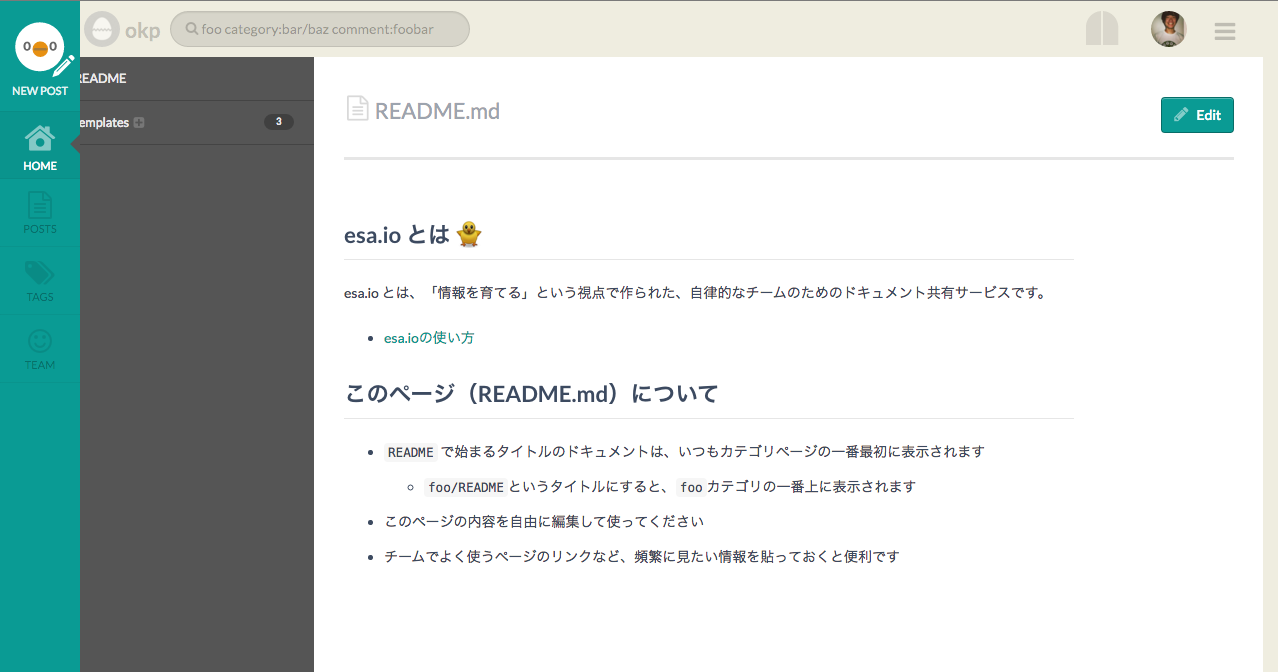 okp
foo category:bar/baz comment:foobar
NEW POST
HOME
POSTS
TAGS
TEAM
README
emplates
3
README.md
Edit
esa.io とは
esa.io とは、「情報を育てる」という視点で作られた、自律的なチームのためのドキュメント共有サービスです。
esa.ioの使い方
このページ（README.md）について
README で始まるタイトルのドキュメントは、いつもカテゴリページの一番最初に表示されます
foo/README というタイトルにすると、 foo カテゴリの一番上に表示されます
このページの内容を自由に編集して使ってください
チームでよく使うページのリンクなど、頻繁に見たい情報を貼っておくと便利です